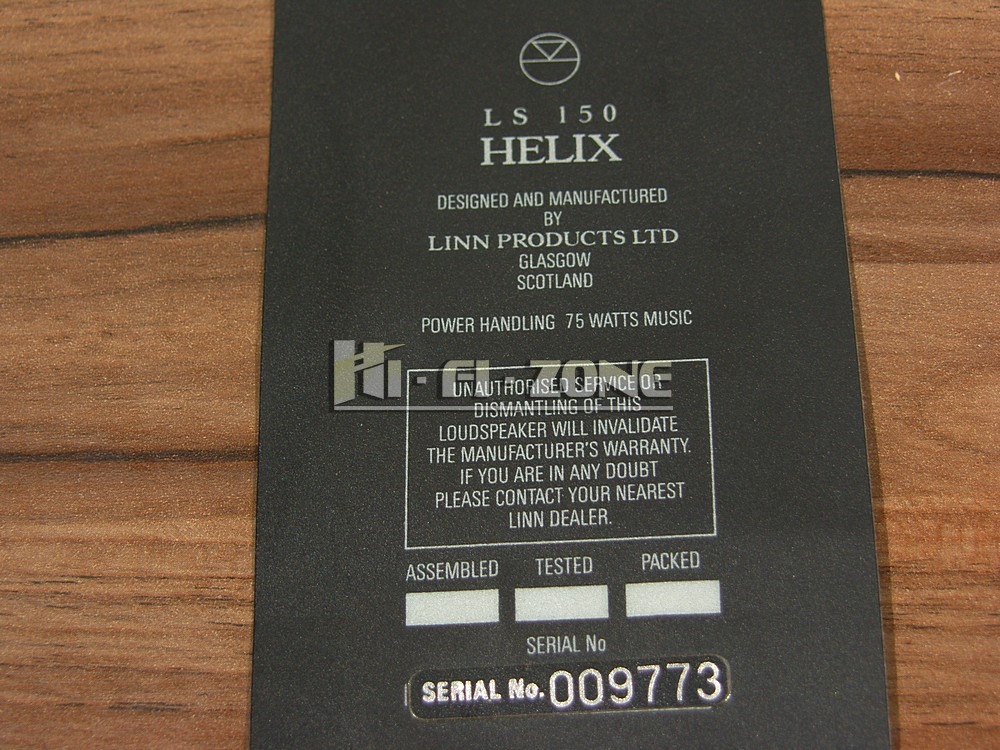 LS 150
HELIX
DESIGNED AND MANUFACTURED
BY
LINN PRODUCTS LTD
GLASGOW
SCOTLAND
POWER HANDLING 75 WATTS MUSIC
HI-FI-ZONE
UNAUTHORISED SERVICE OR
DISMANTLING OF THIS
LOUDSPEAKER WILL INVALIDATE
THE MANUFACTURER'S WARRANTY.
IF YOU ARE IN ANY DOUBT
PLEASE CONTACT YOUR NEAREST
LINN DEALER.
ASSEMBLED TESTED PACKED
SERIAL No
SERIAL No. 009773